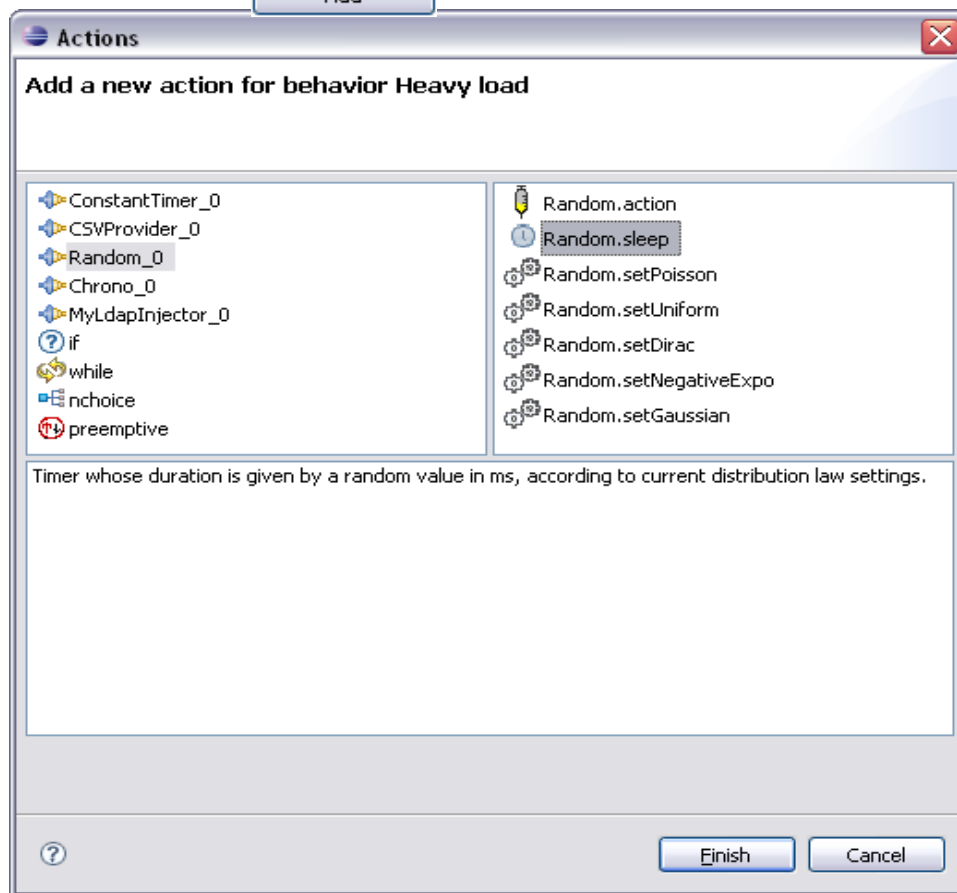 Add
Actions
Add a new action for behavior Heavy load
ConstantTimer_0
CSVProvider_0
Random_0
Chrono_0
MyLdapInjector_0
if
while
nchoice
preemptive
Random.action
Random.sleep
Random.setPoisson
Random.setUniform
Random.setDirac
Random.setNegativeExpo
Random.setGaussian
Timer whose duration is given by a random value in ms, according to current distribution law settings.
Finish
Cancel